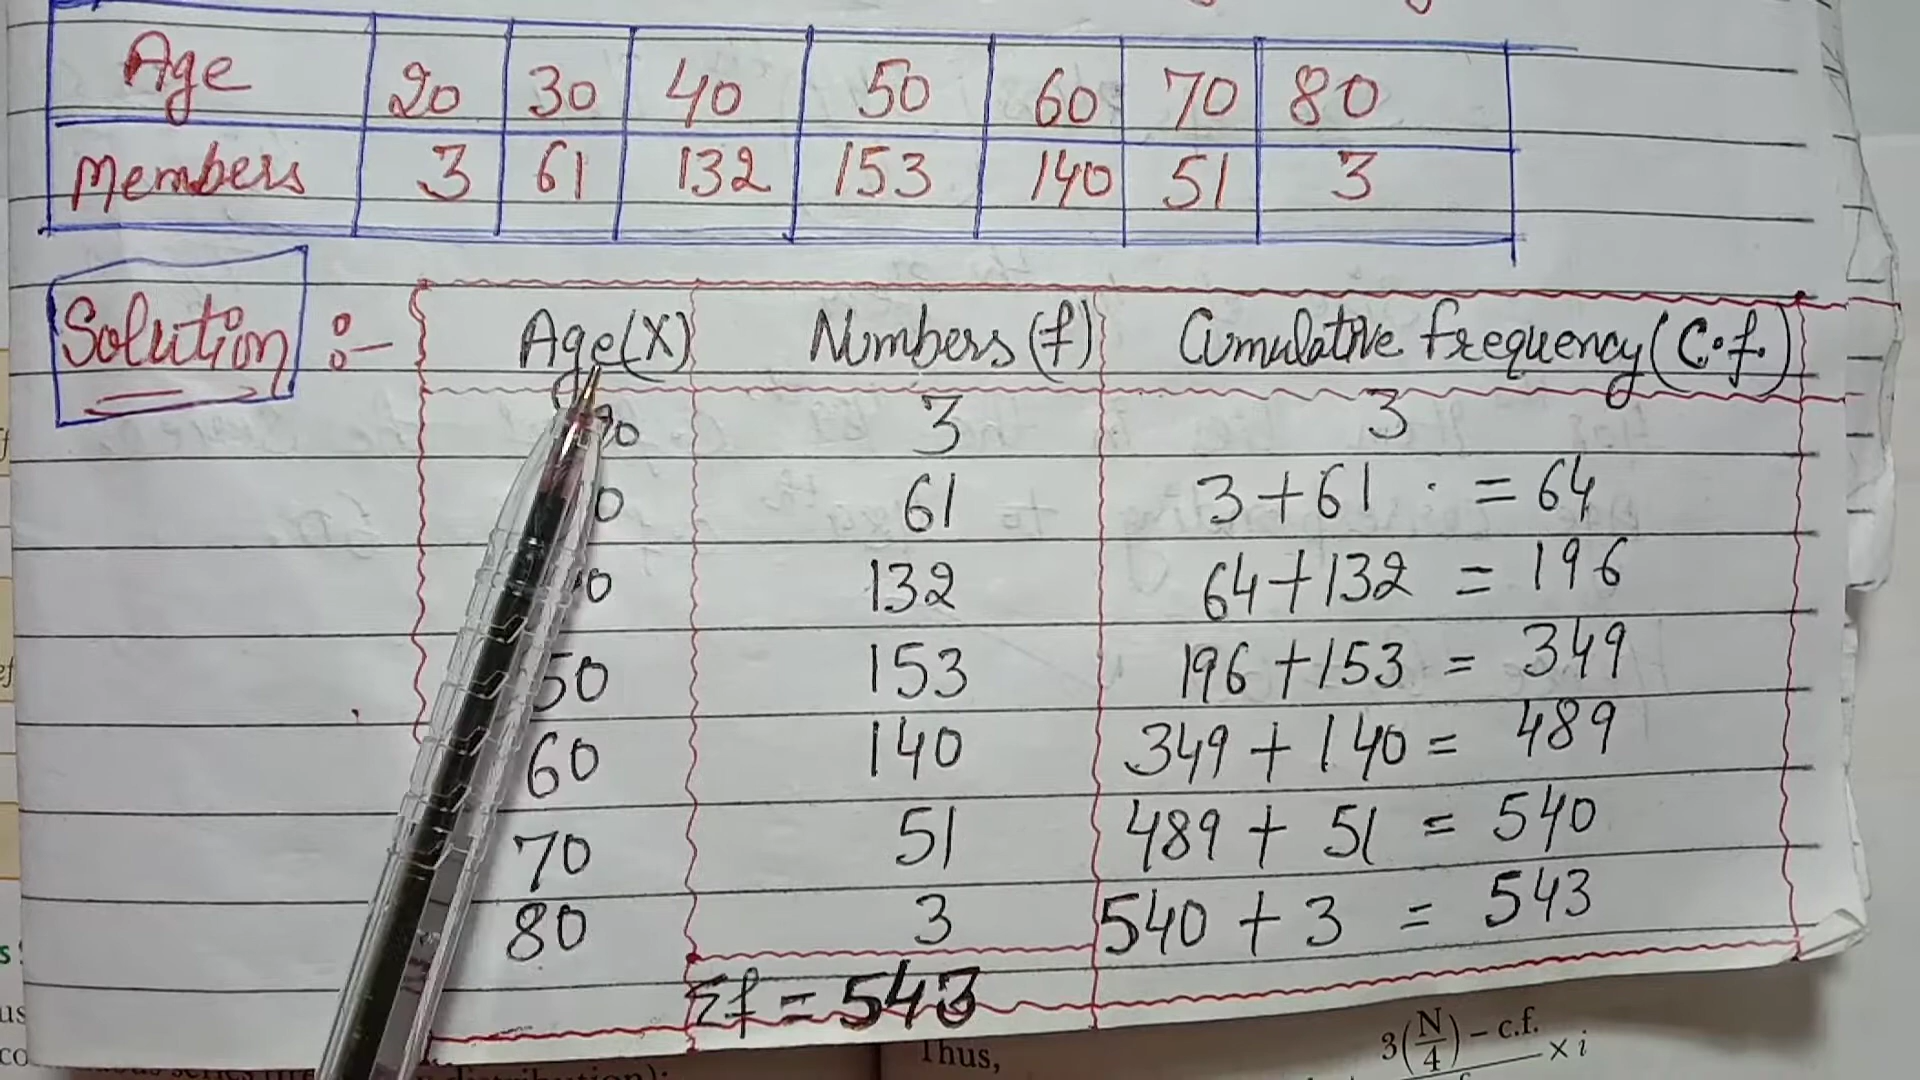 Age 20 30 40 50 60 70 80
Members 3 61 132 153 140 51 3
Solution :-
Age(X) Numbers (f) Cumulative frequency (C.f.)
3 3
61 3+61 = 64
132 64+132 = 196
50 153 196+153 = 349
60 140 349+140 = 489
70 51 489+51 = 540
80 3 540+3 = 543
Σf = 543
Thus, 3(N/4) - c.f. × i